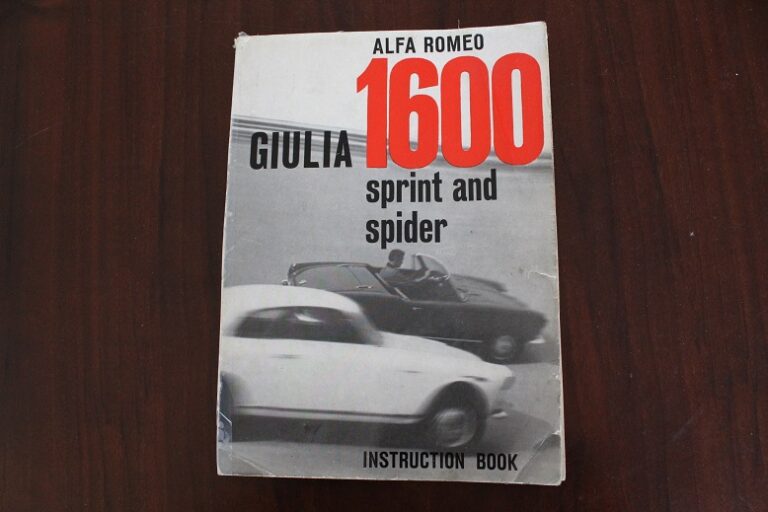 ALFA ROMEO
GIULIA 1600
sprint and
spider
INSTRUCTION BOOK